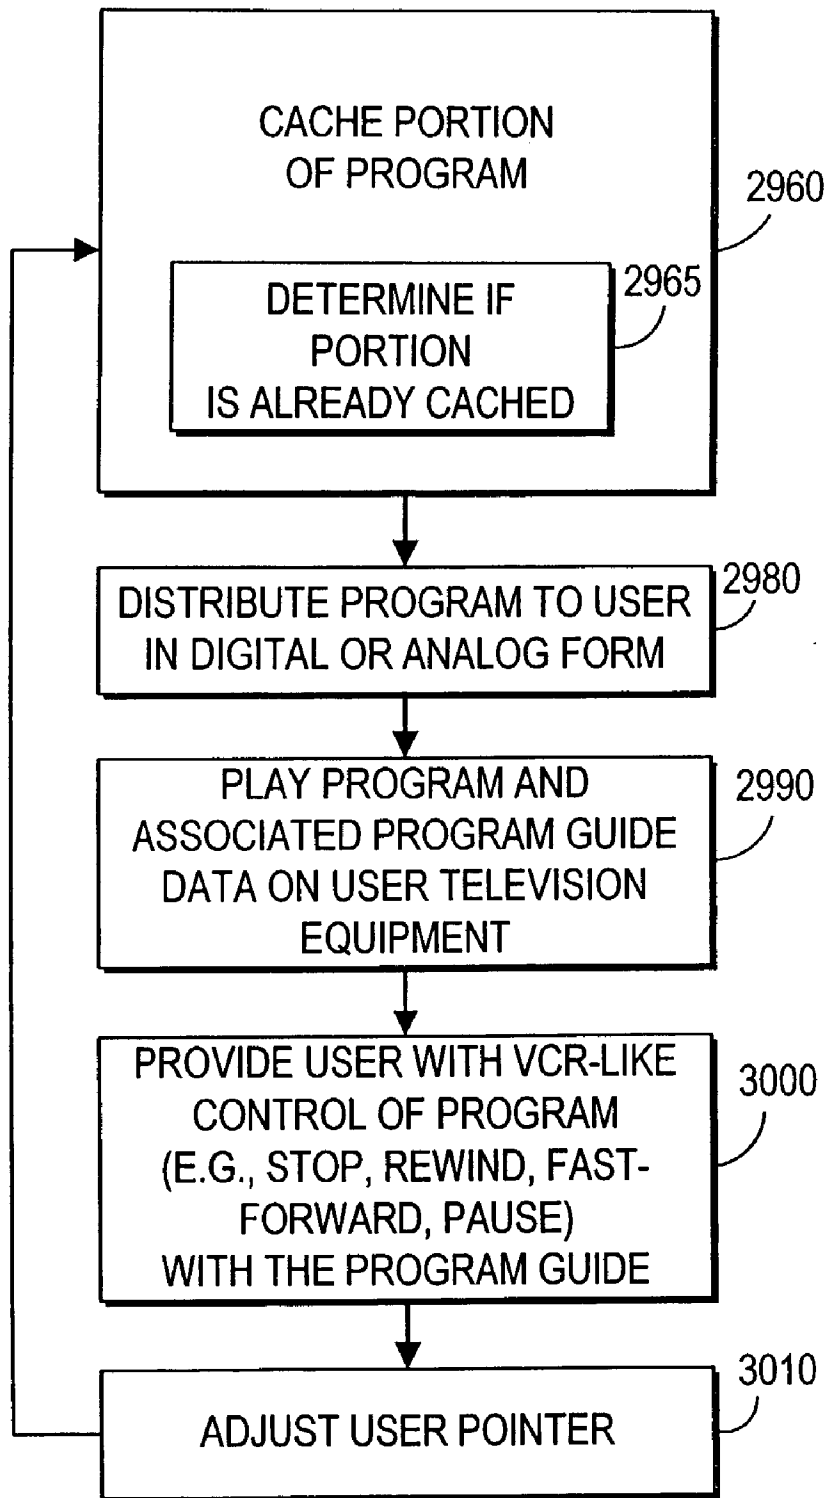 CACHE PORTION
OF PROGRAM
2960
DETERMINE IF
PORTION
IS ALREADY CACHED
2965
DISTRIBUTE PROGRAM TO USER
IN DIGITAL OR ANALOG FORM
2980
PLAY PROGRAM AND
ASSOCIATED PROGRAM GUIDE
DATA ON USER TELEVISION
EQUIPMENT
2990
PROVIDE USER WITH VCR-LIKE
CONTROL OF PROGRAM
(E.G., STOP, REWIND, FAST-
FORWARD, PAUSE)
WITH THE PROGRAM GUIDE
3000
ADJUST USER POINTER
3010